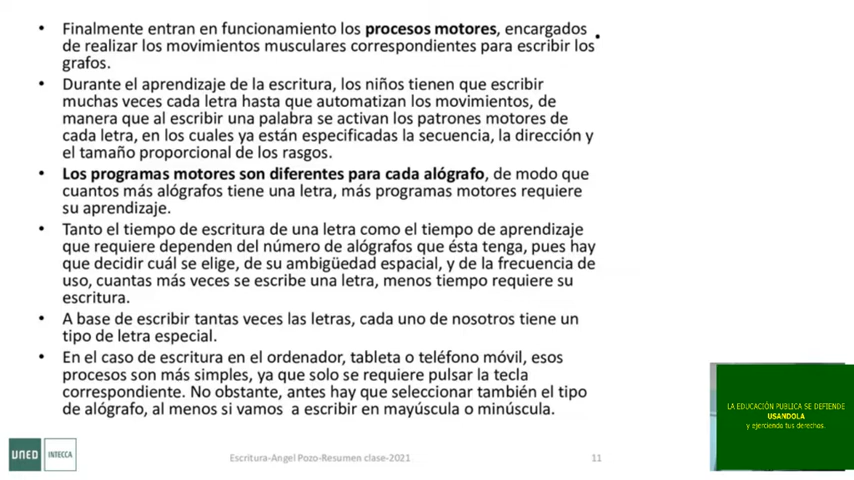 • Finalmente entran en funcionamiento los procesos motores, encargados
de realizar los movimientos musculares correspondientes para escribir los
grafos.
• Durante el aprendizaje de la escritura, los niños tienen que escribir
muchas veces cada letra hasta que automatizan los movimientos, de
manera que al escribir una palabra se activan los patrones motores de
cada letra, en los cuales ya están especificadas la secuencia, la dirección y
el tamaño proporcional de los rasgos.
• Los programas motores son diferentes para cada alógrafo, de modo que
cuantos más alógrafos tiene una letra, más programas motores requiere
su aprendizaje.
• Tanto el tiempo de escritura de una letra como el tiempo de aprendizaje
que requiere dependen del número de alógrafos que ésta tenga, pues hay
que decidir cuál se elige, de su ambigüedad espacial, y de la frecuencia de
uso, cuantas más veces se escribe una letra, menos tiempo requiere su
escritura.
• A base de escribir tantas veces las letras, cada uno de nosotros tiene un
tipo de letra especial.
• En el caso de escritura en el ordenador, tableta o teléfono móvil, esos
procesos son más simples, ya que solo se requiere pulsar la tecla
correspondiente. No obstante, antes hay que seleccionar también el tipo
de alógrafo, al menos si vamos a escribir en mayúscula o minúscula.
LA EDUCACIÓN PUBLICA SE DEFIENDE
USANDOLA
y ejerciendo tus derechos.
UNED INTECCA
Escritura-Angel Pozo-Resumen clase-2021
11